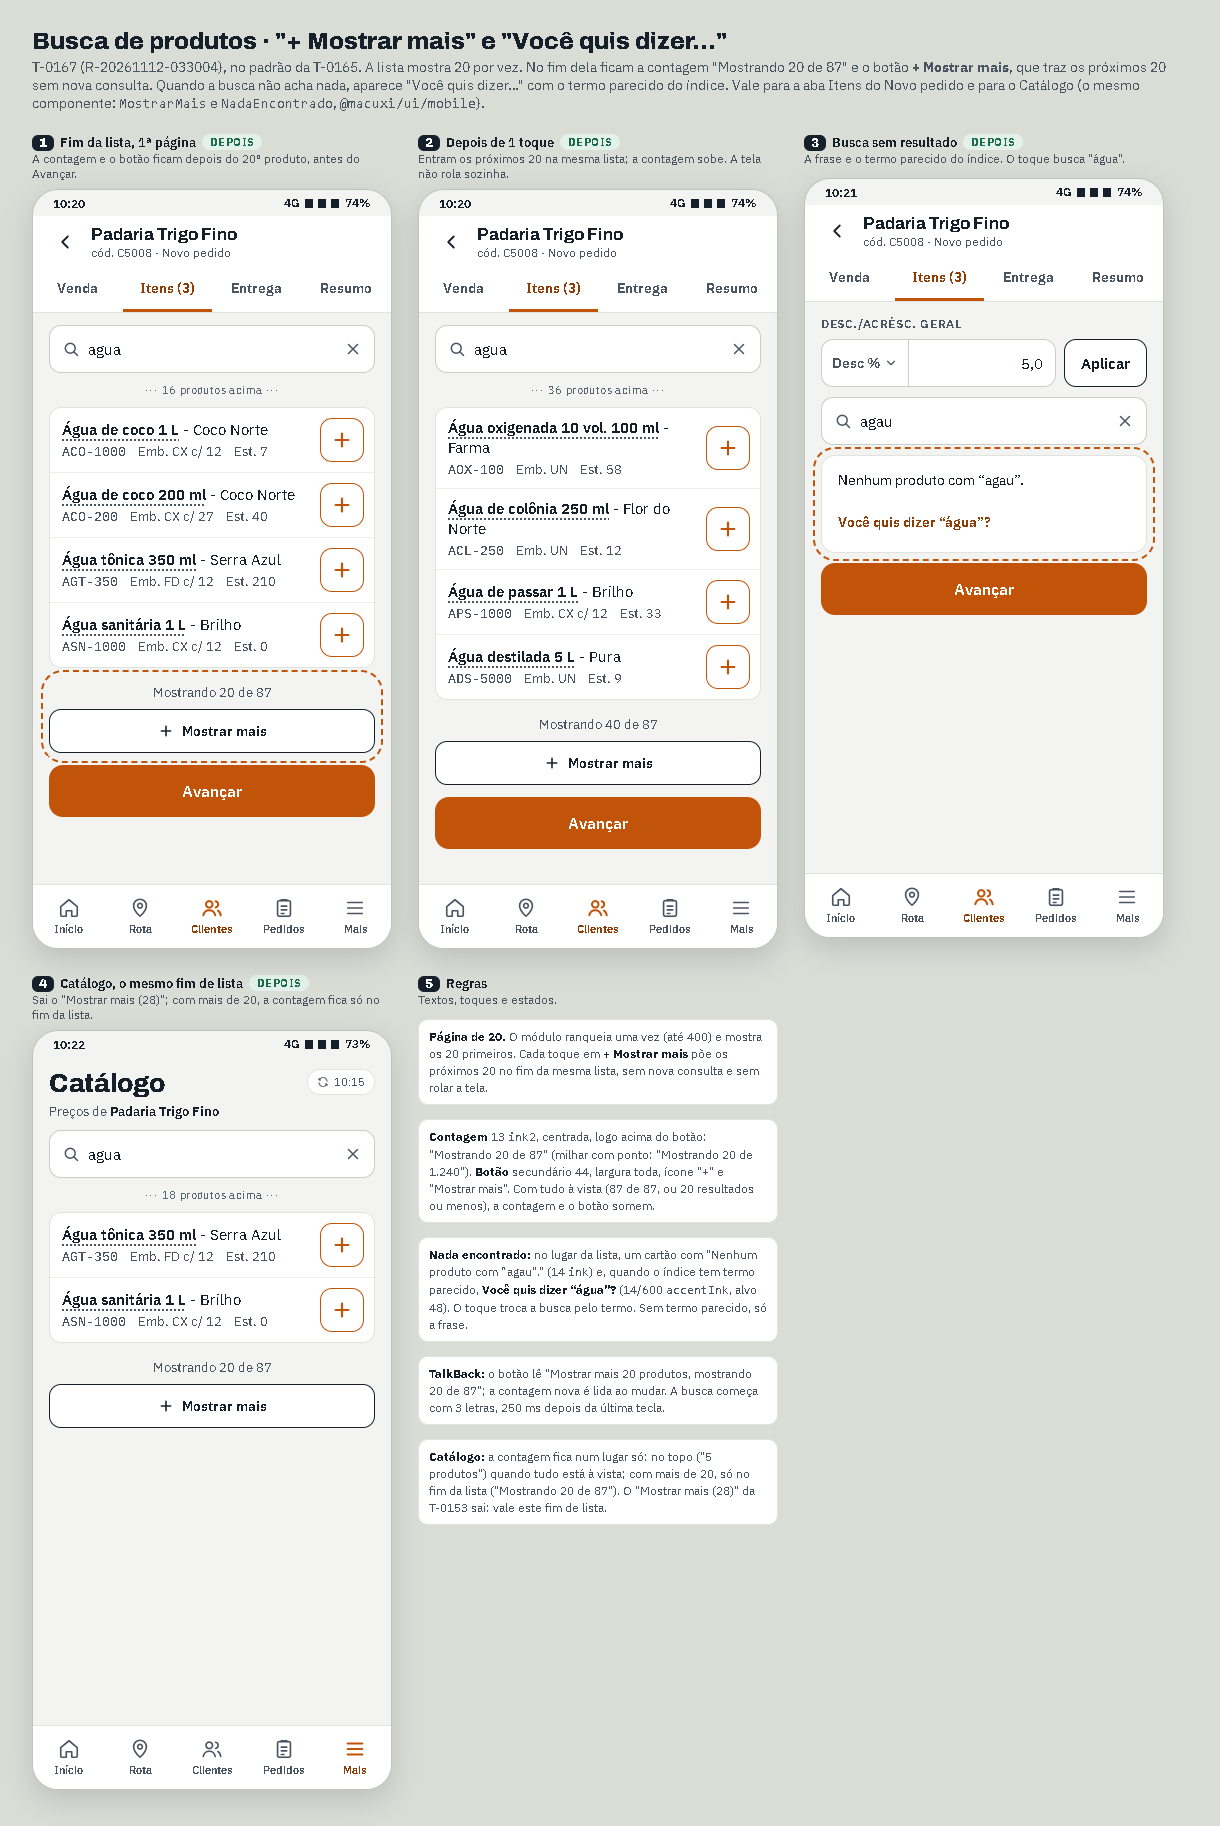 Busca de produtos · "+ Mostrar mais" e "Você quis dizer..."
T-0167 (R-20261112-033004), no padrão da T-0165. A lista mostra 20 por vez. No fim dela ficam a contagem "Mostrando 20 de 87" e o botão + Mostrar mais, que traz os próximos 20
sem nova consulta. Quando a busca não acha nada, aparece "Você quis dizer..." com o termo parecido do índice. Vale para a aba Itens do Novo pedido e para o Catálogo (o mesmo
componente: MostrarMais e NadaEncontrado, @macuxi/ui/mobile).
1 Fim da lista, 1ª página DEPOIS
A contagem e o botão ficam depois do 20º produto, antes do
Avançar.
10:20 4G 74%
Padaria Trigo Fino
cód. C5008 · Novo pedido
Venda Itens (3) Entrega Resumo
agua
··· 16 produtos acima ···
Água de coco 1 L - Coco Norte
ACO-1000 Emb. CX c/ 12 Est. 7
Água de coco 200 ml - Coco Norte
ACO-200 Emb. CX c/ 27 Est. 40
Água tônica 350 ml - Serra Azul
AGT-350 Emb. FD c/ 12 Est. 210
Água sanitária 1 L - Brilho
ASN-1000 Emb. CX c/ 12 Est. 0
Mostrando 20 de 87
+ Mostrar mais
Avançar
Início Rota Clientes Pedidos Mais
2 Depois de 1 toque DEPOIS
Entram os próximos 20 na mesma lista; a contagem sobe. A tela
não rola sozinha.
10:20 4G 74%
Padaria Trigo Fino
cód. C5008 · Novo pedido
Venda Itens (3) Entrega Resumo
agua
··· 36 produtos acima ···
Água oxigenada 10 vol. 100 ml -
Farma
AOX-100 Emb. UN Est. 58
Água de colônia 250 ml - Flor do
Norte
ACL-250 Emb. UN Est. 12
Água de passar 1 L - Brilho
APS-1000 Emb. CX c/ 12 Est. 33
Água destilada 5 L - Pura
ADS-5000 Emb. UN Est. 9
Mostrando 40 de 87
+ Mostrar mais
Avançar
Início Rota Clientes Pedidos Mais
3 Busca sem resultado DEPOIS
A frase e o termo parecido do índice. O toque busca "água".
10:21 4G 74%
Padaria Trigo Fino
cód. C5008 · Novo pedido
Venda Itens (3) Entrega Resumo
DESC./ACRÉSC. GERAL
Desc % 5,0 Aplicar
agau
Nenhum produto com “agau”.
Você quis dizer “água”?
Avançar
Início Rota Clientes Pedidos Mais
4 Catálogo, o mesmo fim de lista DEPOIS
Sai o "Mostrar mais (28)"; com mais de 20, a contagem fica só no
fim da lista.
10:22 4G 73%
Catálogo 10:15
Preços de Padaria Trigo Fino
agua
··· 18 produtos acima ···
Água tônica 350 ml - Serra Azul
AGT-350 Emb. FD c/ 12 Est. 210
Água sanitária 1 L - Brilho
ASN-1000 Emb. CX c/ 12 Est. 0
Mostrando 20 de 87
+ Mostrar mais
Início Rota Clientes Pedidos Mais
5 Regras
Textos, toques e estados.
Página de 20. O módulo ranqueia uma vez (até 400) e mostra
os 20 primeiros. Cada toque em + Mostrar mais põe os
próximos 20 no fim da mesma lista, sem nova consulta e sem
rolar a tela.
Contagem 13 ink2, centrada, logo acima do botão:
"Mostrando 20 de 87" (milhar com ponto: "Mostrando 20 de
1.240"). Botão secundário 44, largura toda, ícone "+" e
"Mostrar mais". Com tudo à vista (87 de 87, ou 20 resultados
ou menos), a contagem e o botão somem.
Nada encontrado: no lugar da lista, um cartão com "Nenhum
produto com "agau"." (14 ink) e, quando o índice tem termo
parecido, Você quis dizer “água”? (14/600 accentInk, alvo
48). O toque troca a busca pelo termo. Sem termo parecido, só
a frase.
TalkBack: o botão lê "Mostrar mais 20 produtos, mostrando
20 de 87"; a contagem nova é lida ao mudar. A busca começa
com 3 letras, 250 ms depois da última tecla.
Catálogo: a contagem fica num lugar só: no topo ("5
produtos") quando tudo está à vista; com mais de 20, só no
fim da lista ("Mostrando 20 de 87"). O "Mostrar mais (28)" da
T-0153 sai: vale este fim de lista.